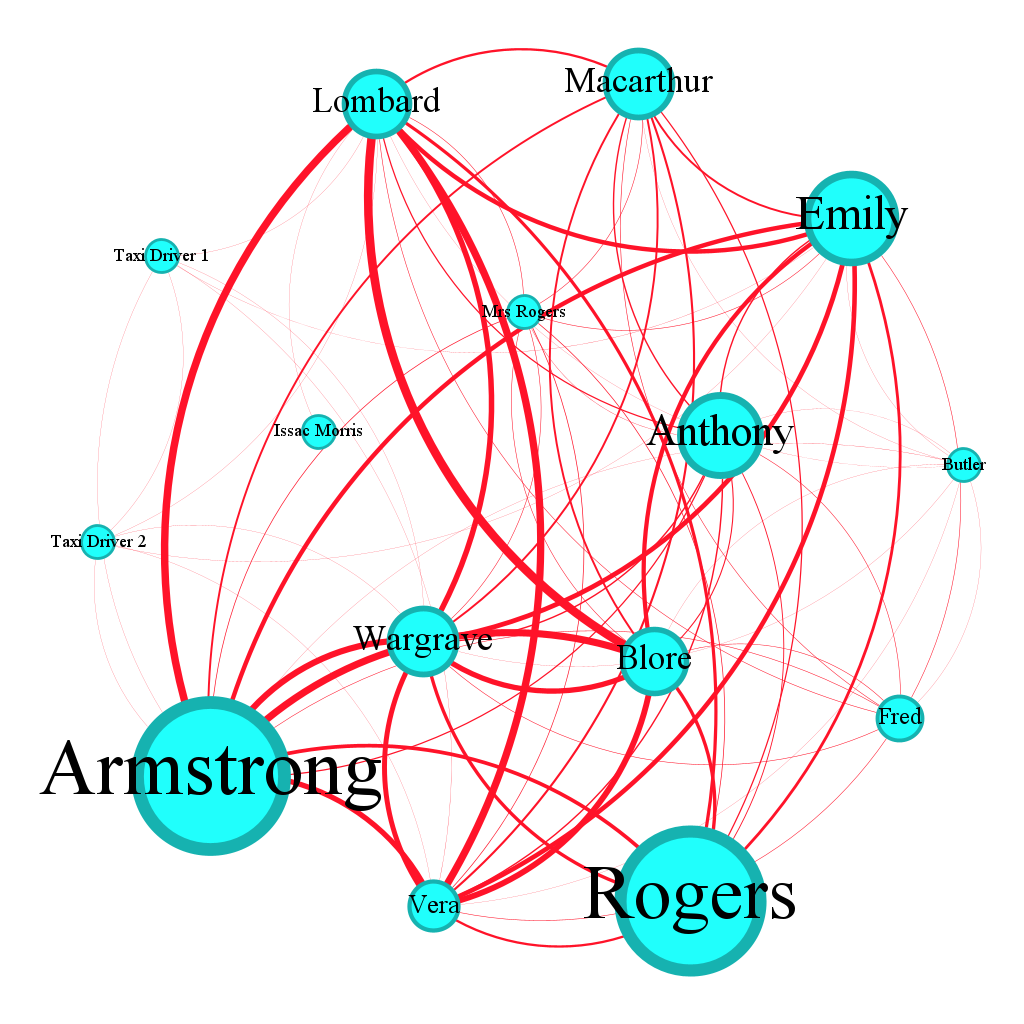 Macarthur
Lombard
Emily
Taxi Driver 1
Mrs Rogers
Issac Morris
Anthony
Butler
Taxi Driver 2
Wargrave
Blore
Fred
Armstrong
Rogers
Vera